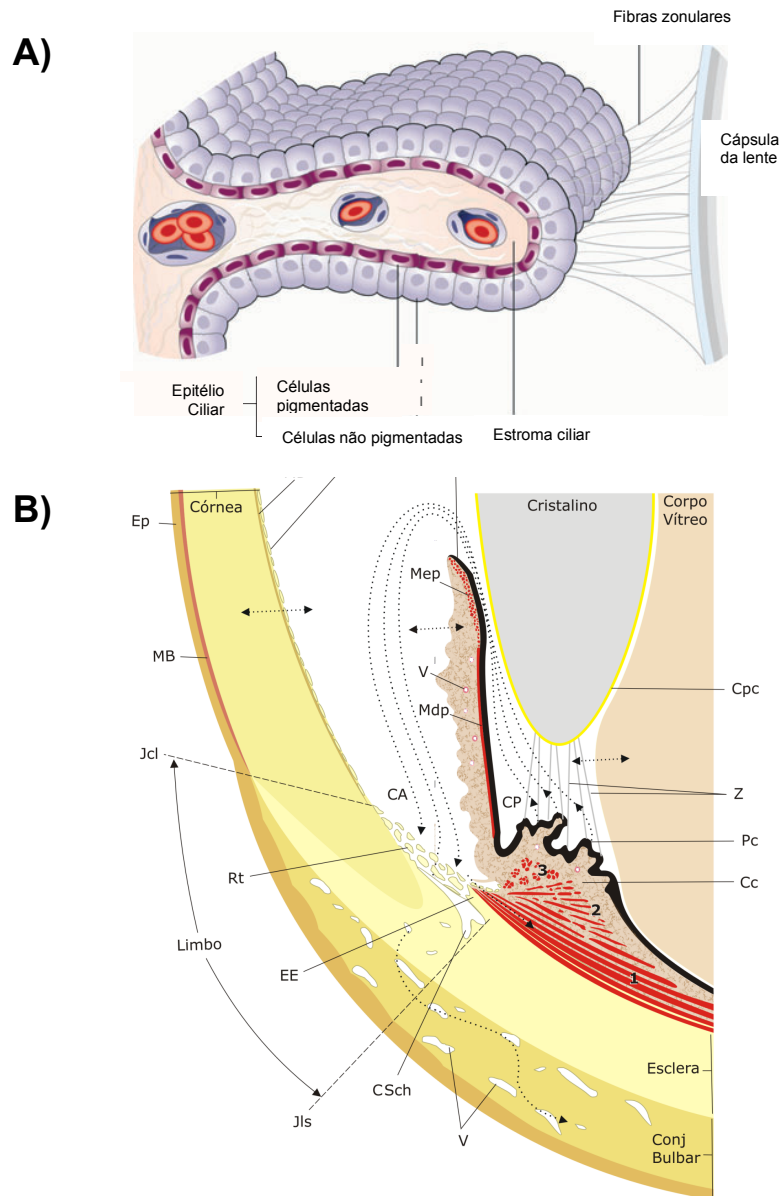 A)
Fibras zonulares
Cápsula
da lente
Epitélio
Ciliar
Células
pigmentadas
Células não pigmentadas
Estroma ciliar
B)
Córnea
Cristalino
Corpo
Vítreo
Ep
Mep
MB
V
Cpc
Mdp
Jcl
CA
CP
Z
Pc
3
Rt
Cc
2
Limbo
EE
1
Esclera
CSch
Jls
V
Conj
Bulbar